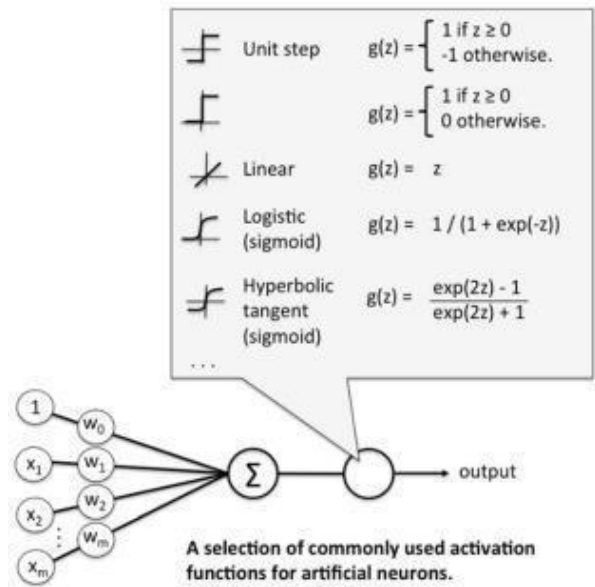 Unit step g(z) = 1 if z ≥ 0
-1 otherwise.
g(z) = 1 if z ≥ 0
0 otherwise.
Linear g(z) = z
Logistic
(sigmoid) g(z) = 1 / (1 + exp(-z))
Hyperbolic
tangent
(sigmoid) g(z) = exp(2z) - 1
exp(2z) + 1
...
1 w₀
x₁ w₁ Σ output
x₂ w₂
⋮
xₘ wₘ
A selection of commonly used activation
functions for artificial neurons.